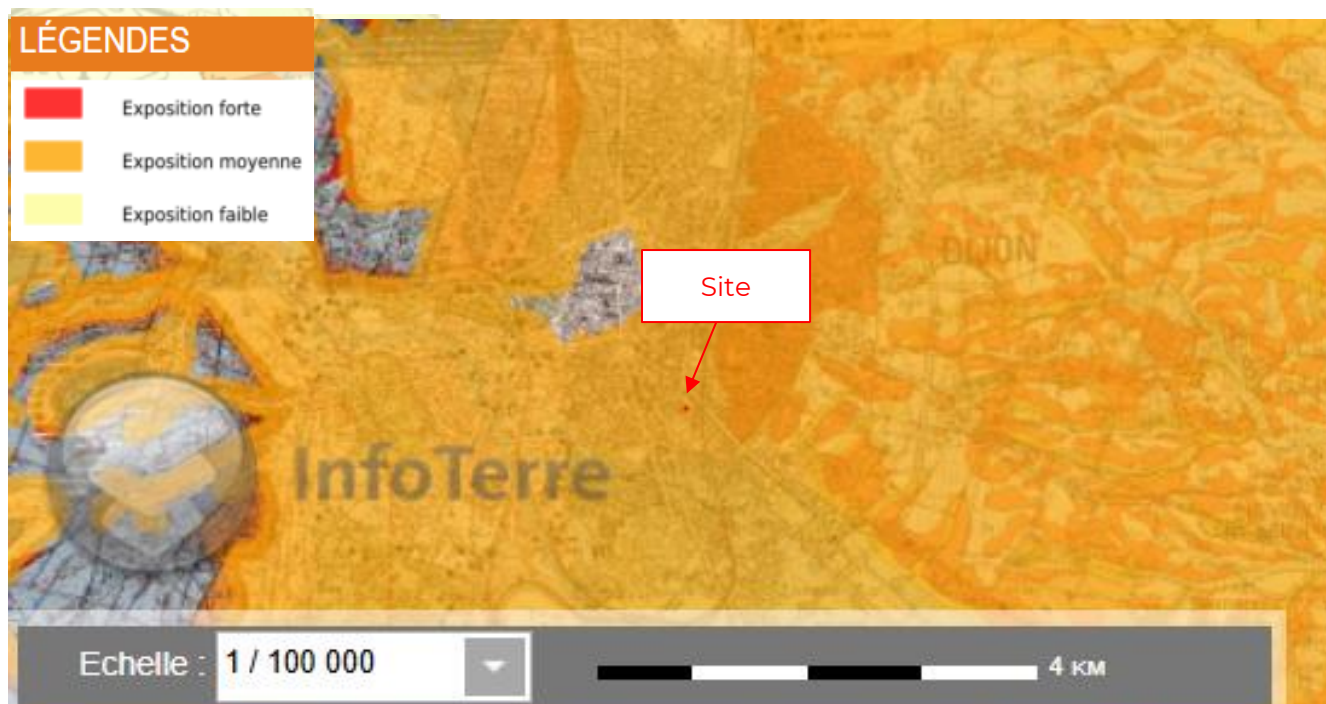 LÉGENDES
Exposition forte
Exposition moyenne
Exposition faible
DIJON
Site
InfoTerre
Echelle : 1 / 100 000
4 KM